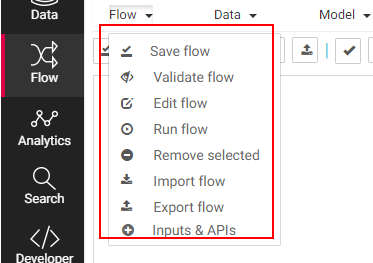 Data
Flow
Analytics
Search
Developer
Flow Data Model
Save flow
Validate flow
Edit flow
Run flow
Remove selected
Import flow
Export flow
Inputs & APIs